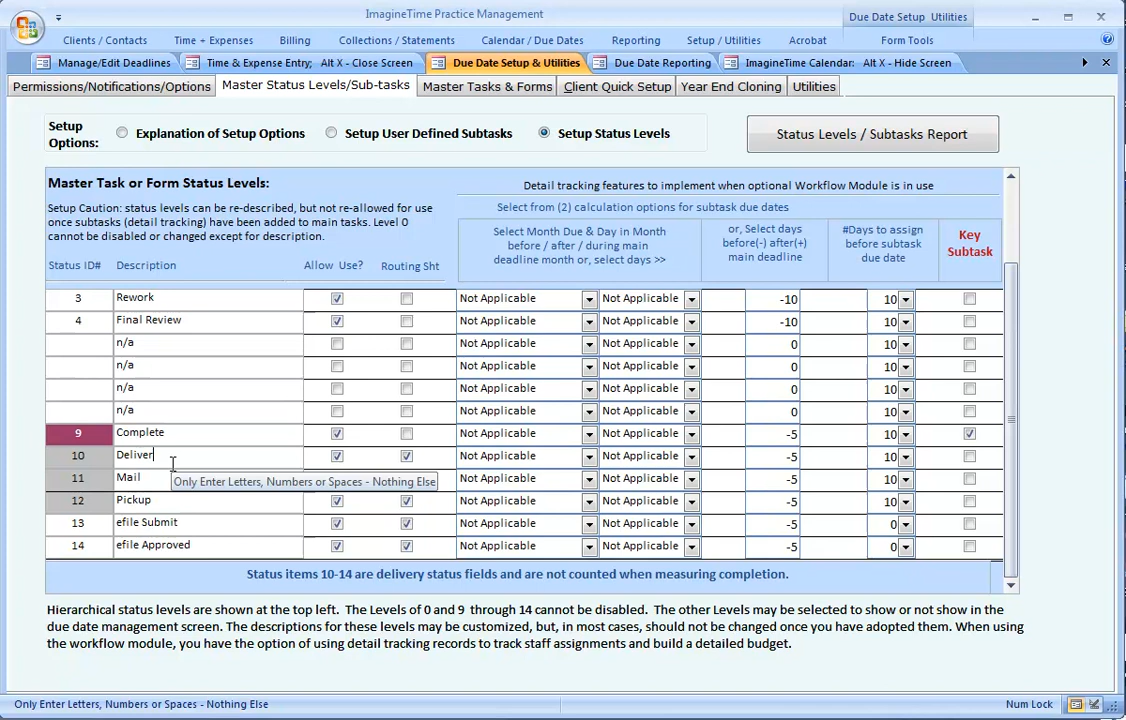 ImagineTime Practice Management
Due Date Setup Utilities
Clients / Contacts Time + Expenses Billing Collections / Statements Calendar / Due Dates Reporting Setup / Utilities Acrobat Form Tools
Manage/Edit Deadlines Time & Expense Entry; Alt X - Close Screen Due Date Setup & Utilities Due Date Reporting ImagineTime Calendar: Alt X - Hide Screen
Permissions/Notifications/Options Master Status Levels/Sub-tasks Master Tasks & Forms Client Quick Setup Year End Cloning Utilities
Setup Options: Explanation of Setup Options Setup User Defined Subtasks Setup Status Levels Status Levels / Subtasks Report
Master Task or Form Status Levels:
Setup Caution: status levels can be re-described, but not re-allowed for use
once subtasks (detail tracking) have been added to main tasks. Level 0
cannot be disabled or changed except for description.
Detail tracking features to implement when optional Workflow Module is in use
Select from (2) calculation options for subtask due dates
Select Month Due & Day in Month
before / after / during main
deadline month or, select days >>
or, Select days
before(-) after(+)
main deadline
#Days to assign
before subtask
due date
Key
Subtask
Status ID# Description Allow Use? Routing Sht
3 Rework Not Applicable Not Applicable -10 10
4 Final Review Not Applicable Not Applicable -10 10
n/a Not Applicable Not Applicable 0 10
n/a Not Applicable Not Applicable 0 10
n/a Not Applicable Not Applicable 0 10
n/a Not Applicable Not Applicable 0 10
9 Complete Not Applicable Not Applicable -5 10
10 Deliver Not Applicable Not Applicable -5 10
11 Mail Not Applicable Not Applicable -5 10
Only Enter Letters, Numbers or Spaces - Nothing Else
12 Pickup Not Applicable Not Applicable -5 10
13 efile Submit Not Applicable Not Applicable -5 0
14 efile Approved Not Applicable Not Applicable -5 0
Status items 10-14 are delivery status fields and are not counted when measuring completion.
Hierarchical status levels are shown at the top left. The Levels of 0 and 9 through 14 cannot be disabled. The other Levels may be selected to show or not show in the
due date management screen. The descriptions for these levels may be customized, but, in most cases, should not be changed once you have adopted them. When using
the workflow module, you have the option of using detail tracking records to track staff assignments and build a detailed budget.
Only Enter Letters, Numbers or Spaces - Nothing Else Num Lock